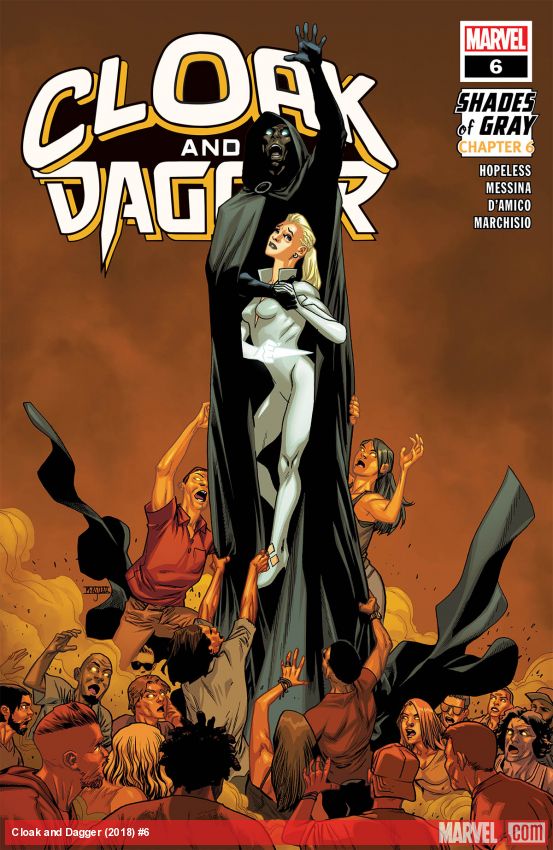 CLOAK
AND
DAGGER
MARVEL
6
SHADES
of GRAY
CHAPTER 6
HOPELESS
MESSINA
D'AMICO
MARCHISIO
Cloak and Dagger (2018) #6
MARVEL.com